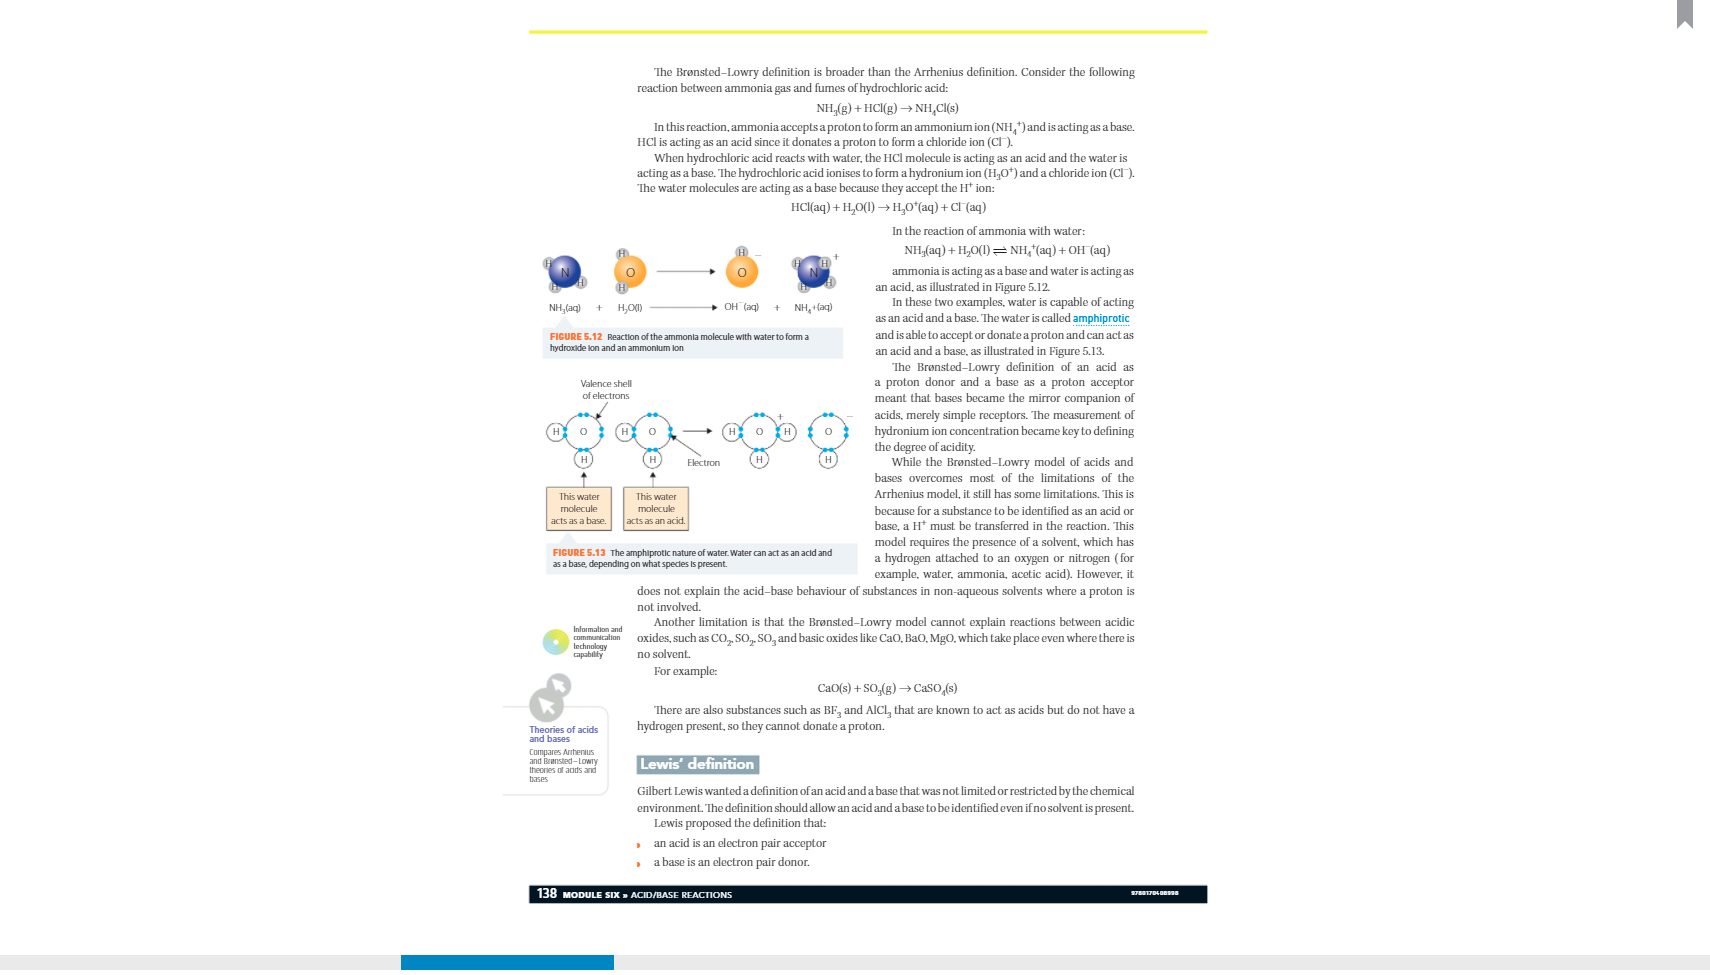 The Brønsted–Lowry definition is broader than the Arrhenius definition. Consider the following
reaction between ammonia gas and fumes of hydrochloric acid:
NH₃(g) + HCl(g) → NH₄Cl(s)
In this reaction, ammonia accepts a proton to form an ammonium ion (NH₄⁺) and is acting as a base.
HCl is acting as an acid since it donates a proton to form a chloride ion (Cl⁻).
When hydrochloric acid reacts with water, the HCl molecule is acting as an acid and the water is
acting as a base. The hydrochloric acid ionises to form a hydronium ion (H₃O⁺) and a chloride ion (Cl⁻).
The water molecules are acting as a base because they accept the H⁺ ion:
HCl(aq) + H₂O(l) → H₃O⁺(aq) + Cl⁻(aq)
In the reaction of ammonia with water:
NH₃(aq) + H₂O(l) ⇌ NH₄⁺(aq) + OH⁻(aq)
ammonia is acting as a base and water is acting as
an acid, as illustrated in Figure 5.12.
In these two examples, water is capable of acting
as an acid and a base. The water is called amphiprotic
and is able to accept or donate a proton and can act as
an acid and a base, as illustrated in Figure 5.13.
The Brønsted–Lowry definition of an acid as
a proton donor and a base as a proton acceptor
meant that bases became the mirror companion of
acids, merely simple receptors. The measurement of
hydronium ion concentration became key to defining
the degree of acidity.
While the Brønsted–Lowry model of acids and
bases overcomes most of the limitations of the
Arrhenius model, it still has some limitations. This is
because for a substance to be identified as an acid or
base, a H⁺ must be transferred in the reaction. This
model requires the presence of a solvent, which has
a hydrogen attached to an oxygen or nitrogen (for
example, water, ammonia, acetic acid). However, it
does not explain the acid–base behaviour of substances in non-aqueous solvents where a proton is
not involved.
H N H H
H O H
H O −
H N H H H +
NH₃(aq) + H₂O(l) → OH⁻(aq) + NH₄+(aq)
FIGURE 5.12 Reaction of the ammonia molecule with water to form a
hydroxide ion and an ammonium ion
Valence shell
of electrons
H O H O → H O H + O −
H H H H
Electron
This water
molecule
acts as a base.
This water
molecule
acts as an acid.
FIGURE 5.13 The amphiprotic nature of water. Water can act as an acid and
as a base, depending on what species is present.
Another limitation is that the Brønsted–Lowry model cannot explain reactions between acidic
oxides, such as CO₂, SO₂, SO₃ and basic oxides like CaO, BaO, MgO, which take place even where there is
no solvent.
For example:
CaO(s) + SO₃(g) → CaSO₄(s)
There are also substances such as BF₃ and AlCl₃ that are known to act as acids but do not have a
hydrogen present, so they cannot donate a proton.
Information and
communication
technology
capability
Theories of acids
and bases
Compares Arrhenius
and Brønsted–Lowry
theories of acids and
bases
Lewis' definition
Gilbert Lewis wanted a definition of an acid and a base that was not limited or restricted by the chemical
environment. The definition should allow an acid and a base to be identified even if no solvent is present.
Lewis proposed the definition that:
an acid is an electron pair acceptor
a base is an electron pair donor.
138 MODULE SIX » ACID/BASE REACTIONS
9780170408998